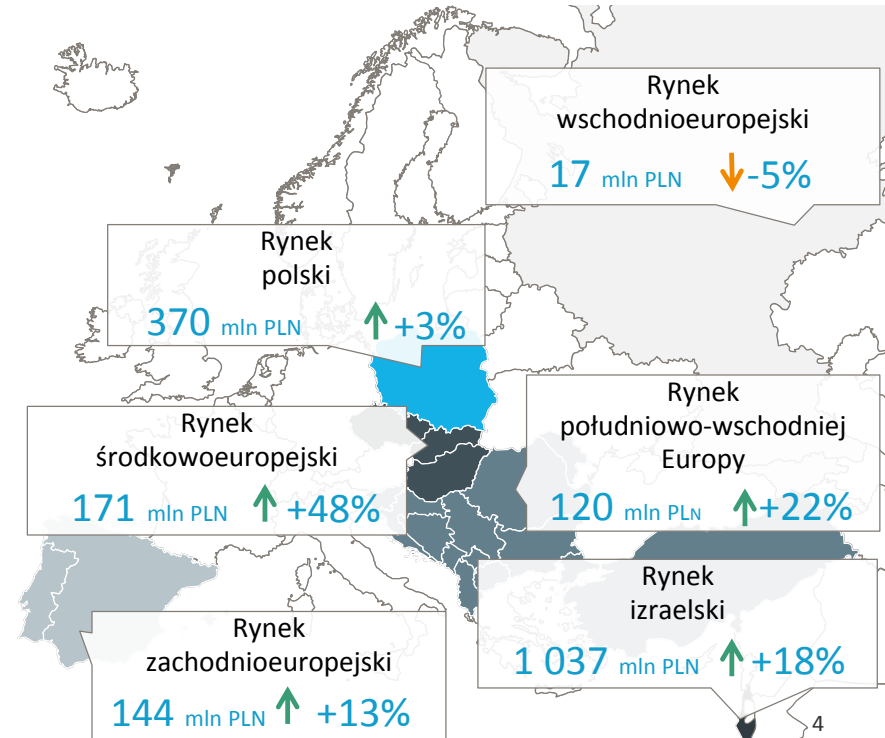 Rynek
wschodnioeuropejski
17 mln PLN -5%
Rynek
polski
370 mln PLN +3%
Rynek
środkowoeuropejski
171 mln PLN +48%
Rynek
południowo-wschodniej
Europy
120 mln PLN +22%
Rynek
izraelski
1 037 mln PLN +18%
Rynek
zachodnioeuropejski
144 mln PLN +13%
4